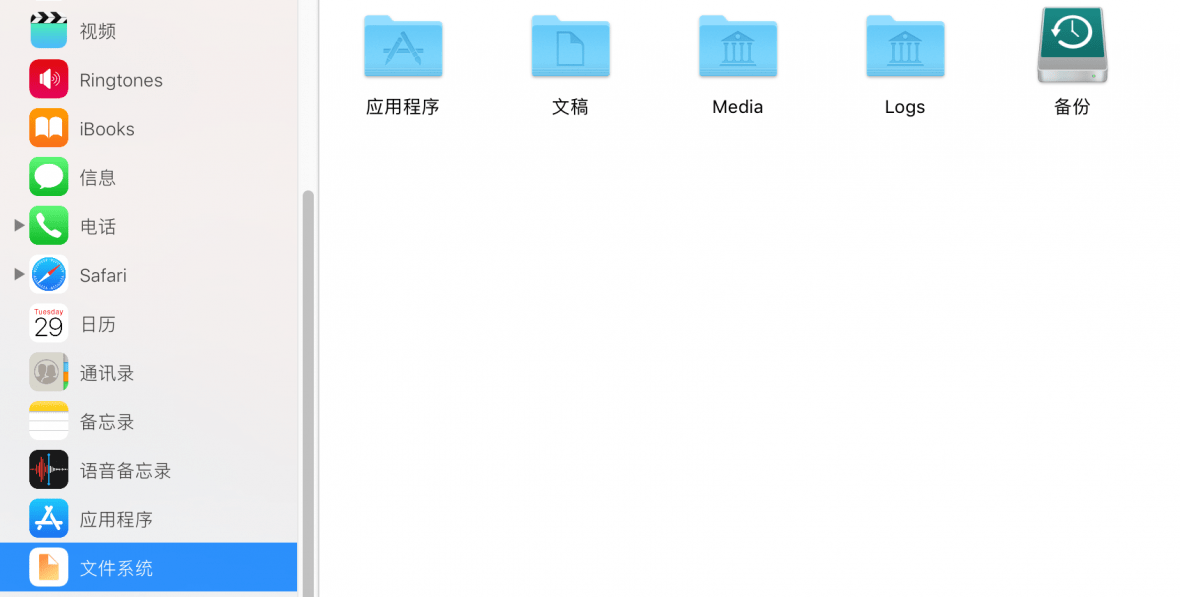 视频
Ringtones
iBooks
信息
电话
Safari
Tuesday
29
日历
通讯录
备忘录
语音备忘录
应用程序
文件系统
应用程序
文稿
Media
Logs
备份